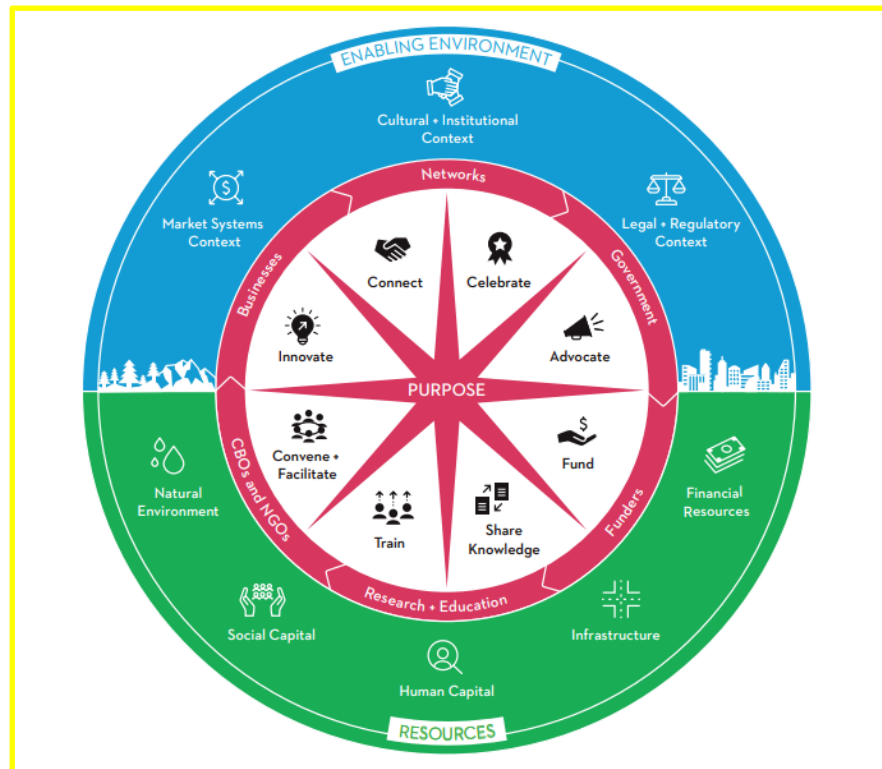 ENABLING ENVIRONMENT
Cultural + Institutional
Context
Market Systems
Context
Legal + Regulatory
Context
Networks
Businesses
Government
Connect
Celebrate
Innovate
Advocate
PURPOSE
Convene +
Facilitate
Fund
$
Train
Share
Knowledge
CBOs and NGOs
Funders
Research + Education
Natural
Environment
Financial
Resources
Social Capital
Infrastructure
Human Capital
RESOURCES